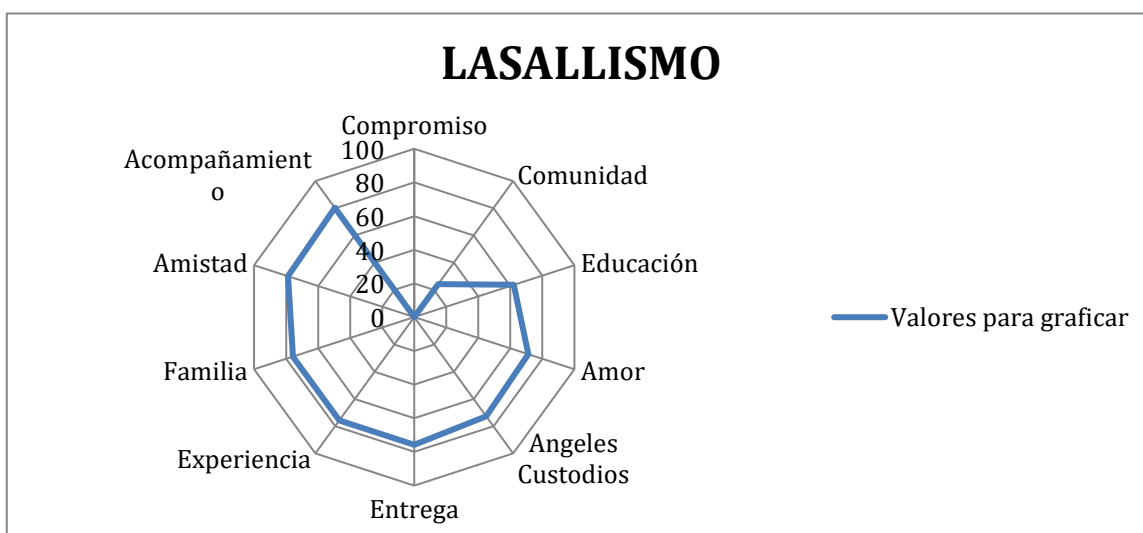 LASALLISMO
Compromiso
Comunidad
Educación
Amor
Angeles
Custodios
Entrega
Experiencia
Familia
Amistad
Acompañamient
o
100
80
60
40
20
0
Valores para graficar